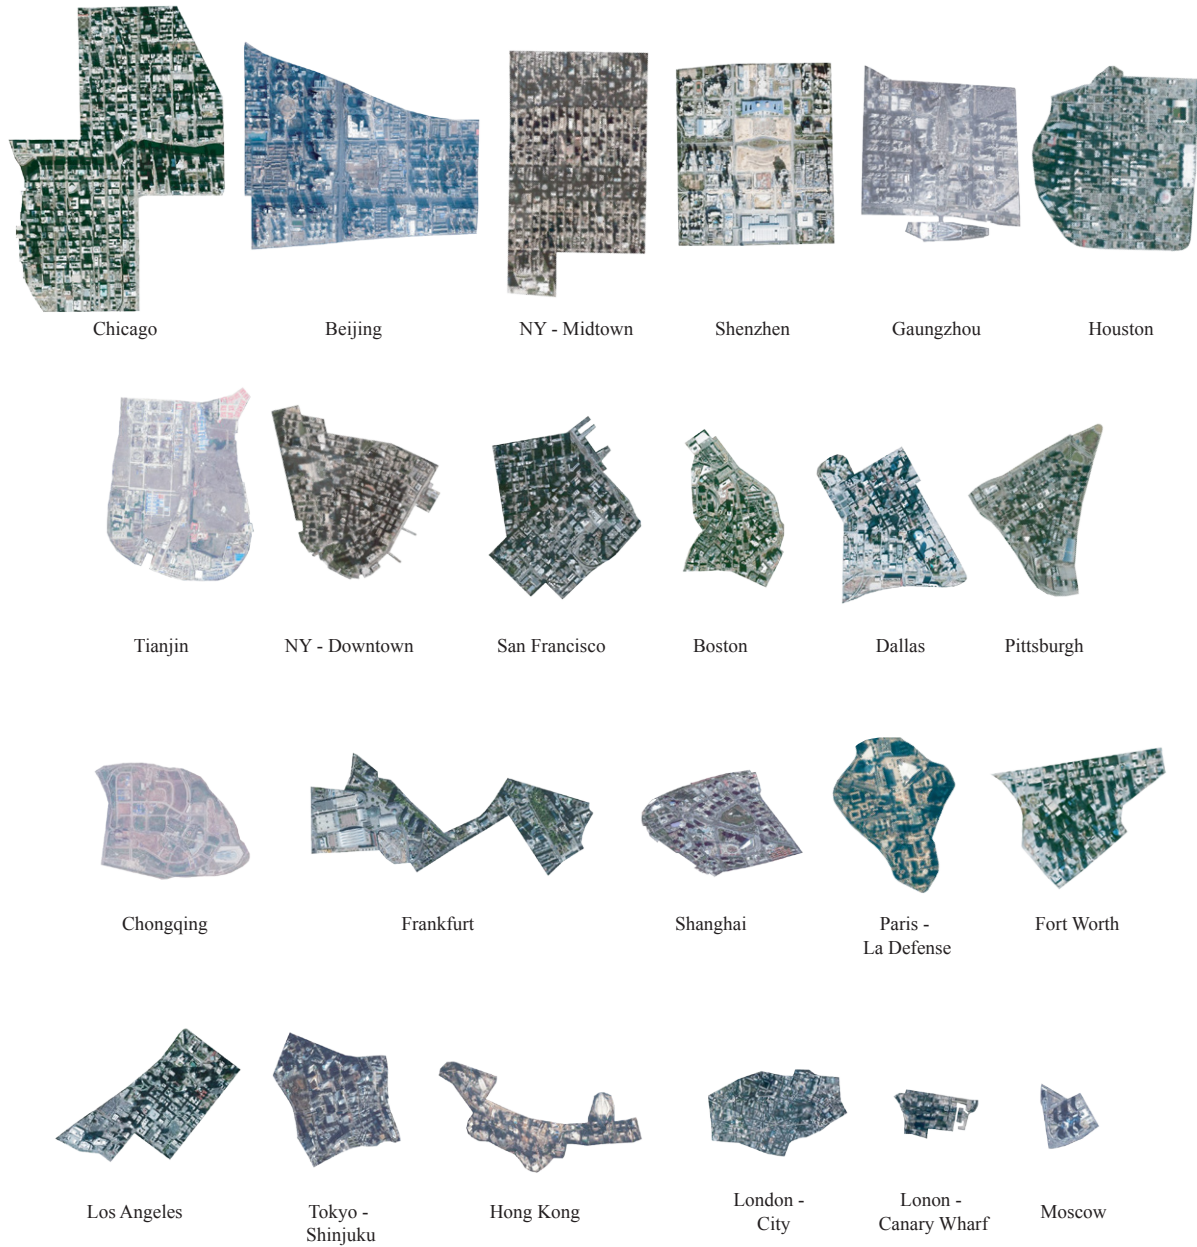 Chicago
Beijing
NY - Midtown
Shenzhen
Gaungzhou
Houston
Tianjin
NY - Downtown
San Francisco
Boston
Dallas
Pittsburgh
Chongqing
Frankfurt
Shanghai
Paris -
La Defense
Fort Worth
Los Angeles
Tokyo -
Shinjuku
Hong Kong
London -
City
Lonon -
Canary Wharf
Moscow